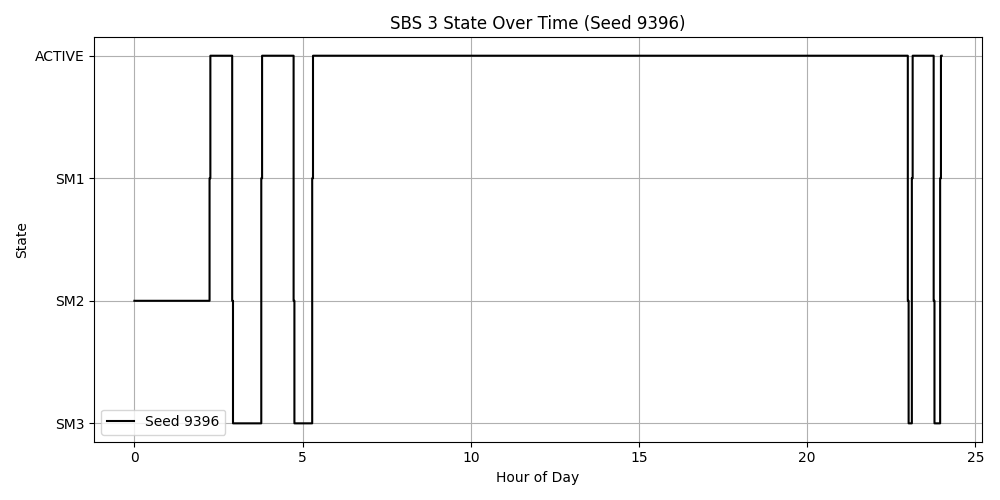 SBS 3 State Over Time (Seed 9396)
ACTIVE
SM1
SM2
SM3
State
Seed 9396
0 5 10 15 20 25
Hour of Day